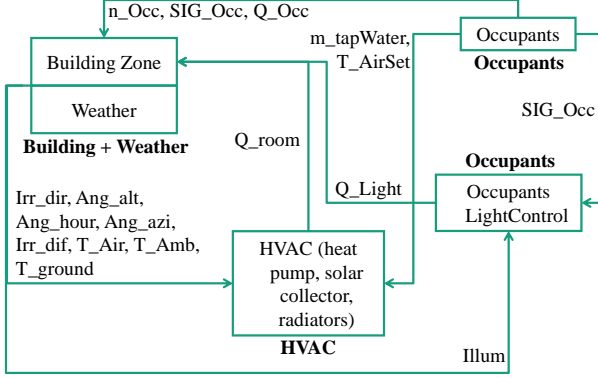 n_Occ, SIG_Occ, Q_Occ
Occupants
Occupants
m_tapWater,
T_AirSet
Building Zone
Weather
Building + Weather
SIG_Occ
Q_room
Occupants
Q_Light
Occupants
LightControl
Irr_dir, Ang_alt,
Ang_hour, Ang_azi,
Irr_dif, T_Air, T_Amb,
T_ground
HVAC (heat
pump, solar
collector,
radiators)
HVAC
Illum